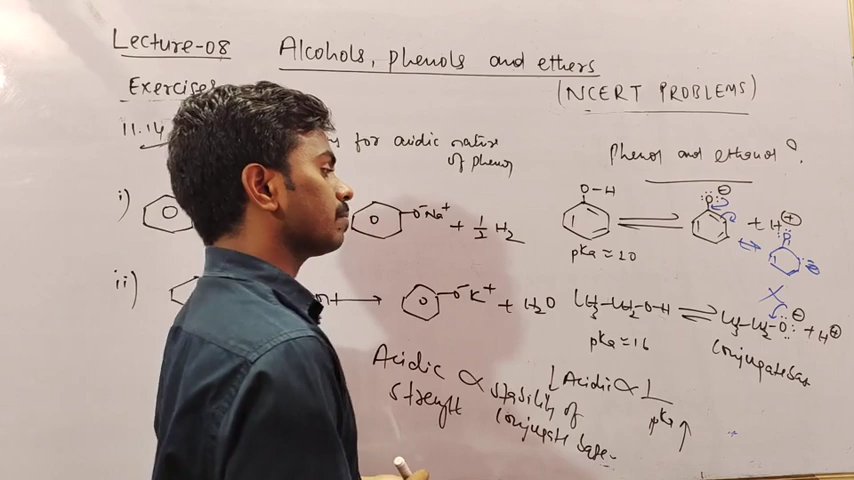 Lecture-08
Alcohols, phenols and ethers
Exercises
(NCERT PROBLEMS)
11.14
for acidic nature
of phenol
Phenol and ethanol?
i)
O⁻Na⁺ + 1/2 H₂
O-H
+ H⊕
pKa ≈ 10
ii)
O⁻K⁺ + H₂O
CH₃-CH₂-O-H
CH₃-CH₂-O⊖ + H⊕
pKa ≈ 16
Conjugate base
Acidic strength ∝ stability of conjugate base
↓ Acidic ∝ 1/pKa ↑